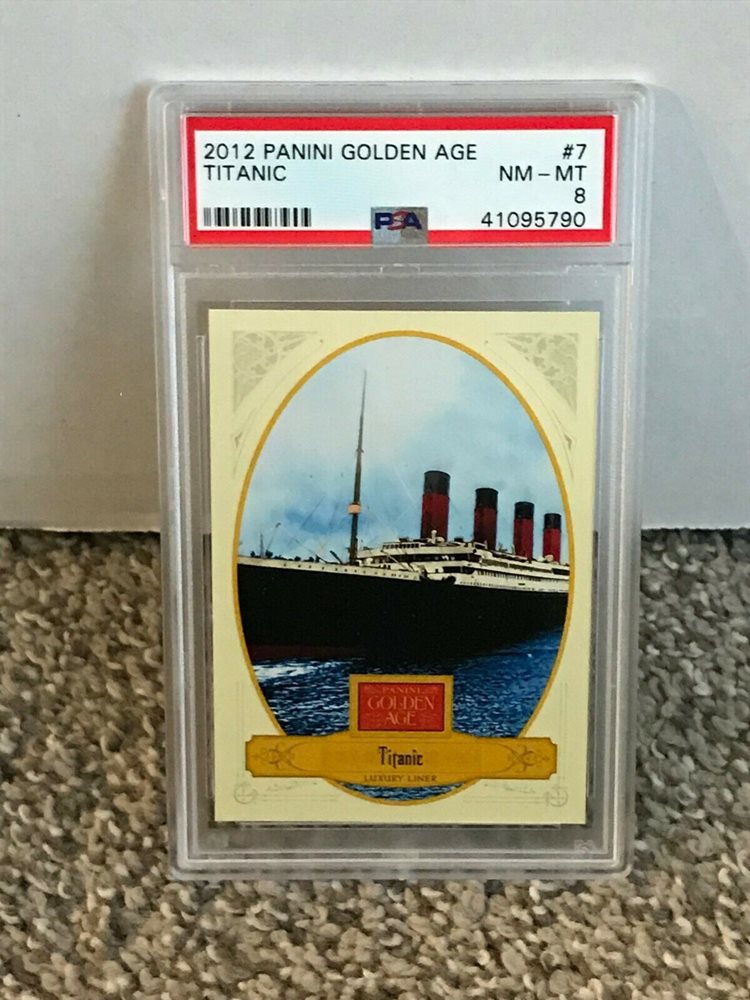 2012 PANINI GOLDEN AGE #7
TITANIC NM - MT
8
PSA 41095790
PANINI
GOLDEN
AGE
Titanic
LUXURY LINER